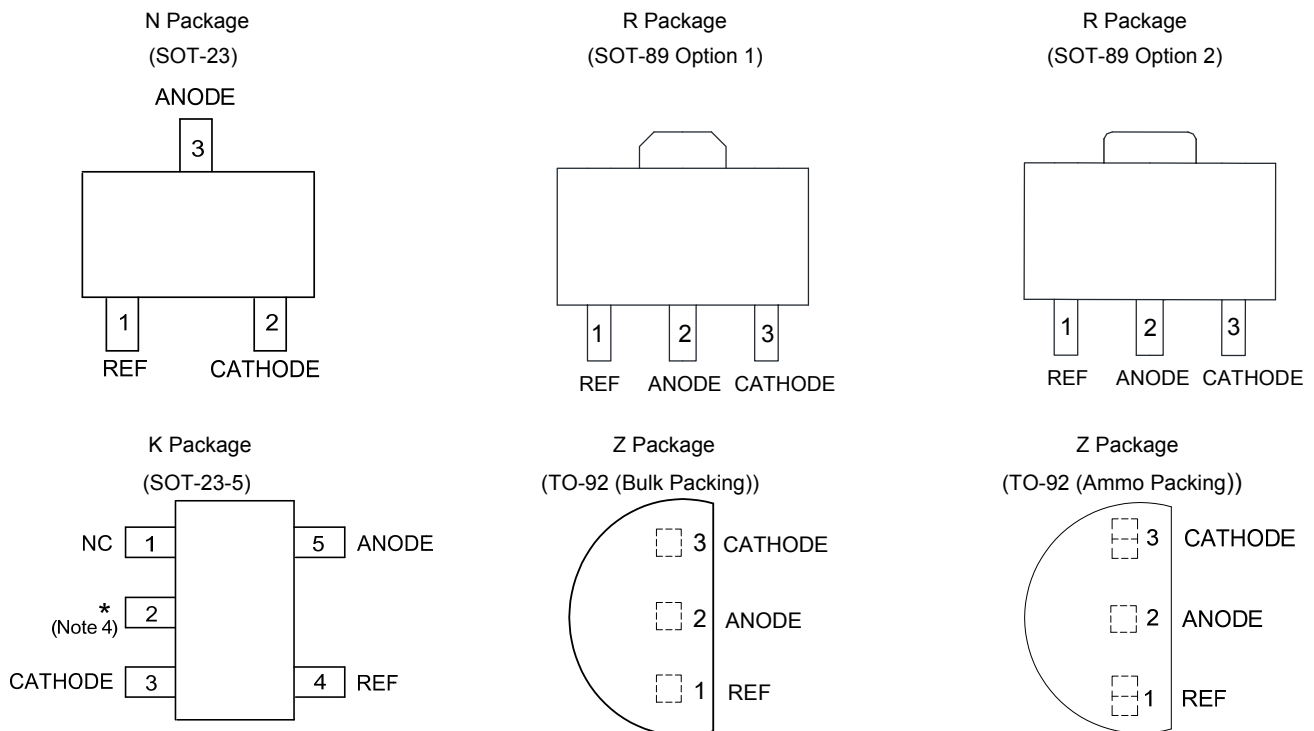 N Package
(SOT-23)
ANODE
3
1
2
REF
CATHODE
R Package
(SOT-89 Option 1)
1
2
3
REF
ANODE
CATHODE
R Package
(SOT-89 Option 2)
1
2
3
REF
ANODE
CATHODE
K Package
(SOT-23-5)
NC
1
5
ANODE
*
(Note 4)
2
CATHODE
3
4
REF
Z Package
(TO-92 (Bulk Packing))
3 CATHODE
2 ANODE
1 REF
Z Package
(TO-92 (Ammo Packing))
3 CATHODE
2 ANODE
1 REF